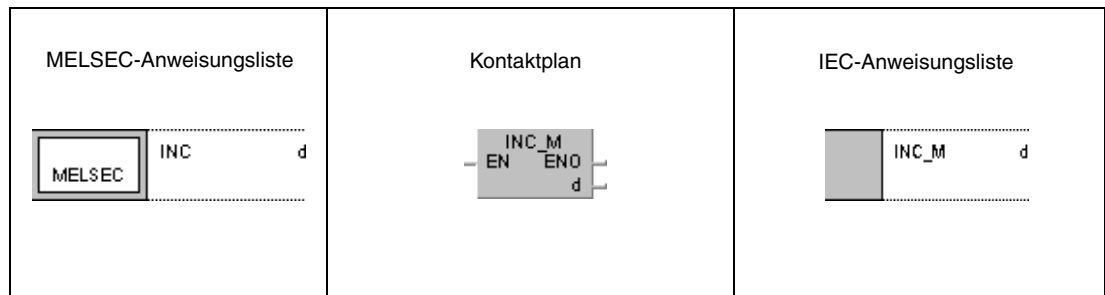 MELSEC-Anweisungsliste
MELSEC
INC d
Kontaktplan
INC_M
EN ENO
d
IEC-Anweisungsliste
INC_M d